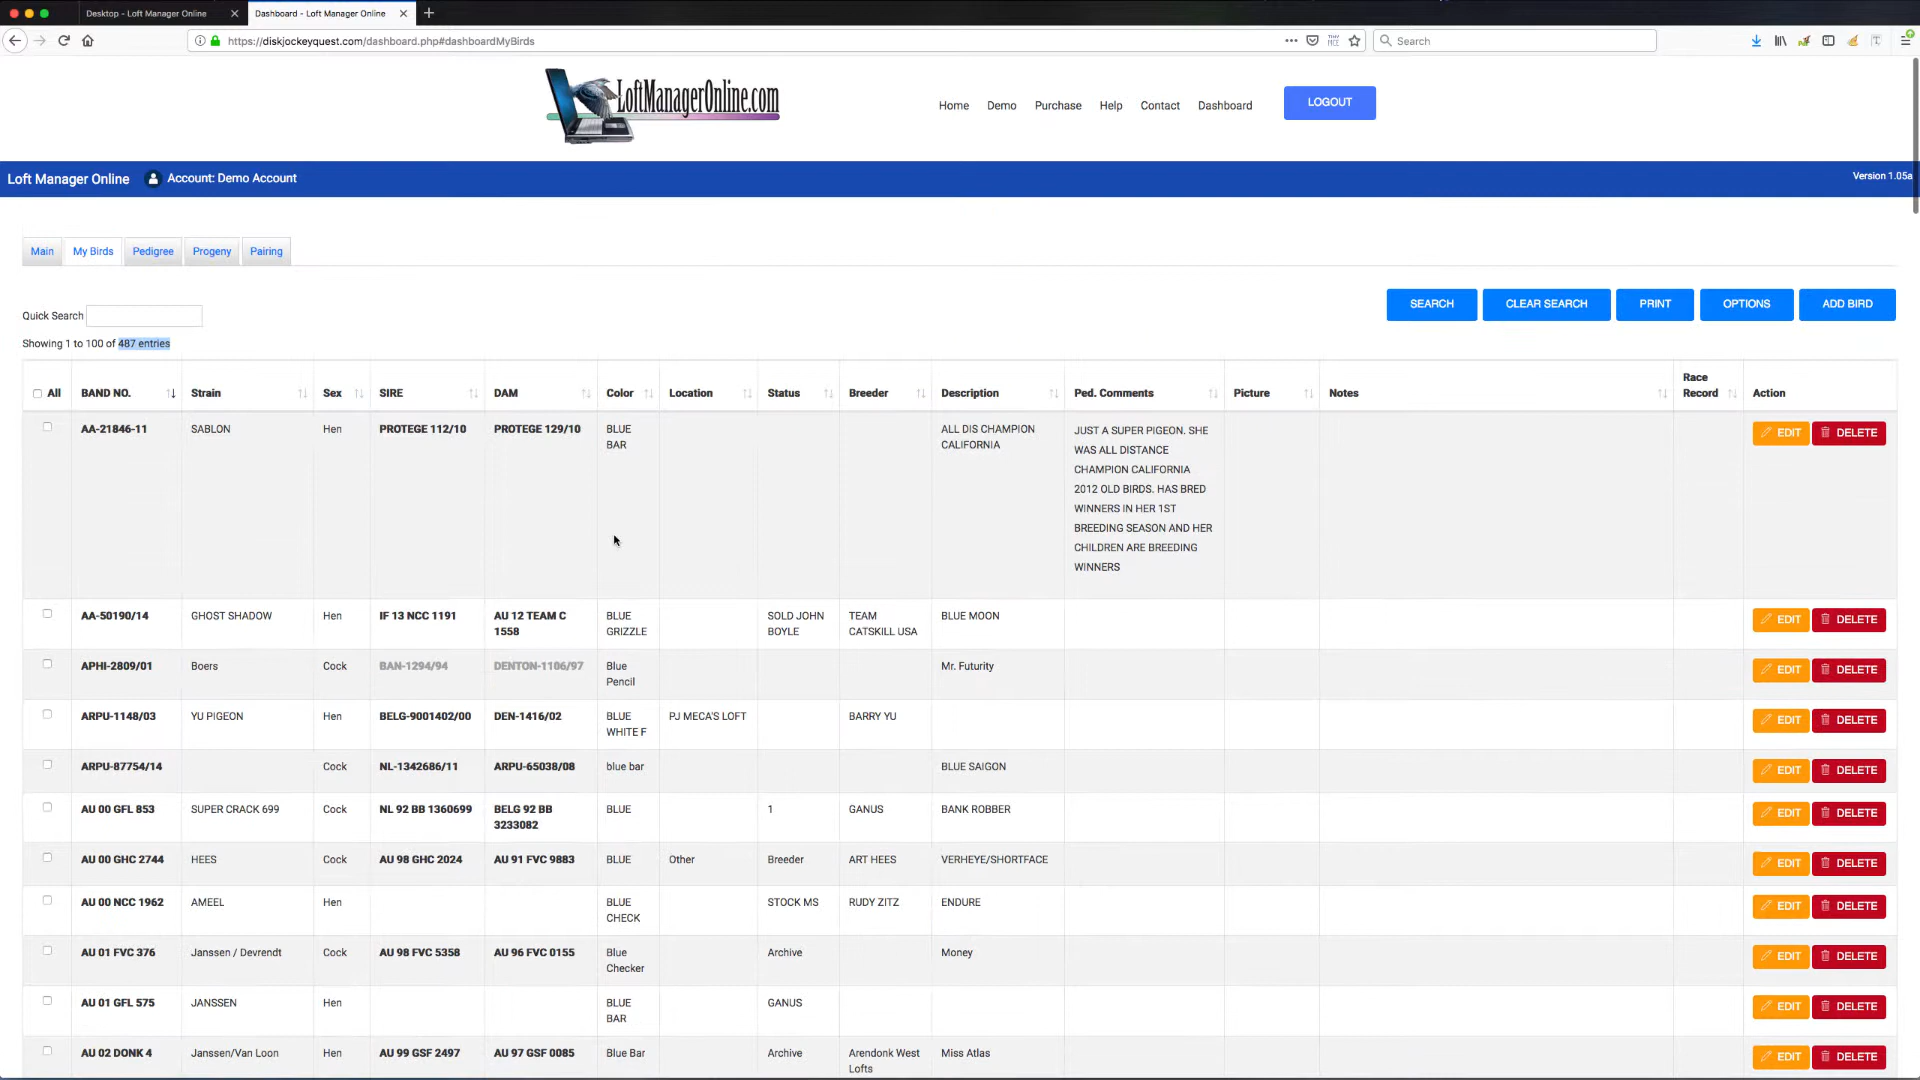 Desktop - Loft Manager Online
Dashboard - Loft Manager Online
https://diskjockeyquest.com/dashboard.php#dashboardMyBirds
Search
LoftManagerOnline.com
Home Demo Purchase Help Contact Dashboard LOGOUT
Loft Manager Online Account: Demo Account Version 1.05a
Main My Birds Pedigree Progeny Pairing
Quick Search
SEARCH CLEAR SEARCH PRINT OPTIONS ADD BIRD
Showing 1 to 100 of 487 entries
All BAND NO. Strain Sex SIRE DAM Color Location Status Breeder Description Ped. Comments Picture Notes Race Record Action
AA-21846-11 SABLON Hen PROTEGE 112/10 PROTEGE 129/10 BLUE BAR ALL DIS CHAMPION CALIFORNIA
JUST A SUPER PIGEON. SHE
WAS ALL DISTANCE
CHAMPION CALIFORNIA
2012 OLD BIRDS. HAS BRED
WINNERS IN HER 1ST
BREEDING SEASON AND HER
CHILDREN ARE BREEDING
WINNERS
EDIT DELETE
AA-50190/14 GHOST SHADOW Hen IF 13 NCC 1191 AU 12 TEAM C 1558 BLUE GRIZZLE SOLD JOHN BOYLE TEAM CATSKILL USA BLUE MOON EDIT DELETE
APHI-2809/01 Boers Cock BAN-1294/94 DENTON-1106/97 Blue Pencil Mr. Futurity EDIT DELETE
ARPU-1148/03 YU PIGEON Hen BELG-9001402/00 DEN-1416/02 BLUE WHITE F PJ MECA'S LOFT BARRY YU EDIT DELETE
ARPU-87754/14 Cock NL-1342686/11 ARPU-65038/08 blue bar BLUE SAIGON EDIT DELETE
AU 00 GFL 853 SUPER CRACK 699 Cock NL 92 BB 1360699 BELG 92 BB 3233082 BLUE 1 GANUS BANK ROBBER EDIT DELETE
AU 00 GHC 2744 HEES Cock AU 98 GHC 2024 AU 91 FVC 9883 BLUE Other Breeder ART HEES VERHEYE/SHORTFACE EDIT DELETE
AU 00 NCC 1962 AMEEL Hen BLUE CHECK STOCK MS RUDY ZITZ ENDURE EDIT DELETE
AU 01 FVC 376 Janssen / Devrendt Cock AU 98 FVC 5358 AU 96 FVC 0155 Blue Checker Archive Money EDIT DELETE
AU 01 GFL 575 JANSSEN Hen BLUE BAR GANUS EDIT DELETE
AU 02 DONK 4 Janssen/Van Loon Hen AU 99 GSF 2497 AU 97 GSF 0085 Blue Bar Archive Arendonk West Lofts Miss Atlas EDIT DELETE